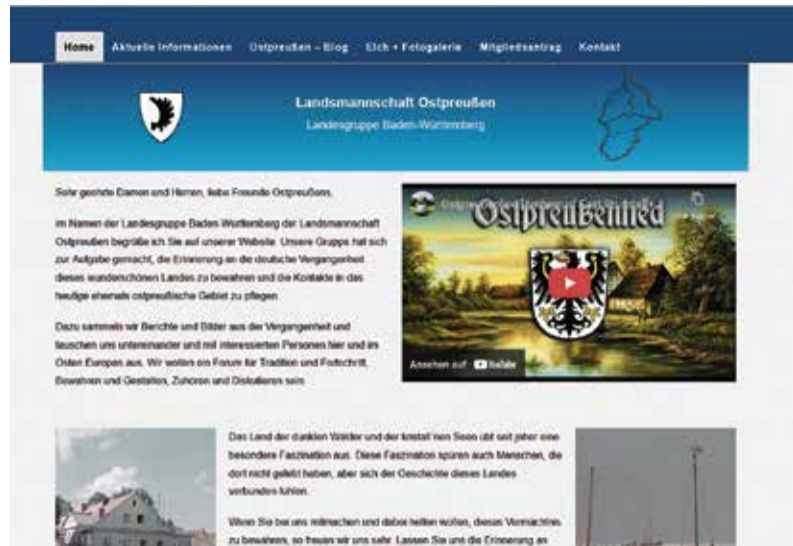 Home Aktuelle Informationen Ostpreußen – Blog Elch + Fotogalerie Mitgliedsantrag Kontakt
Landsmannschaft Ostpreußen
Landesgruppe Baden-Württemberg
Sehr geehrte Damen und Herren, liebe Freunde Ostpreußens,
im Namen der Landesgruppe Baden-Württemberg der Landsmannschaft
Ostpreußen begrüße ich Sie auf unserer Website. Unsere Gruppe hat sich
zur Aufgabe gemacht, die Erinnerung an die deutsche Vergangenheit
dieses wunderschönen Landes zu bewahren und die Kontakte in das
heutige ehemals ostpreußische Gebiet zu pflegen.
Dazu sammeln wir Berichte und Bilder aus der Vergangenheit und
tauschen uns untereinander und mit interessierten Personen hier und im
Osten Europas aus. Wir wollen ein Forum für Tradition und Fortschritt,
Bewahren und Gestalten, Zuhören und Diskutieren sein.
Ostpreußenlied
Ansehen auf YouTube
Das Land der dunklen Wälder und der kristall'nen Seen übt seit jeher eine
besondere Faszination aus. Diese Faszination spüren auch Menschen, die
dort nicht gelebt haben, aber sich der Geschichte dieses Landes
verbunden fühlen.
Wenn Sie bei uns mitmachen und dabei helfen wollen, dieses Vermächtnis
zu bewahren, so freuen wir uns sehr. Lassen Sie uns die Erinnerung an